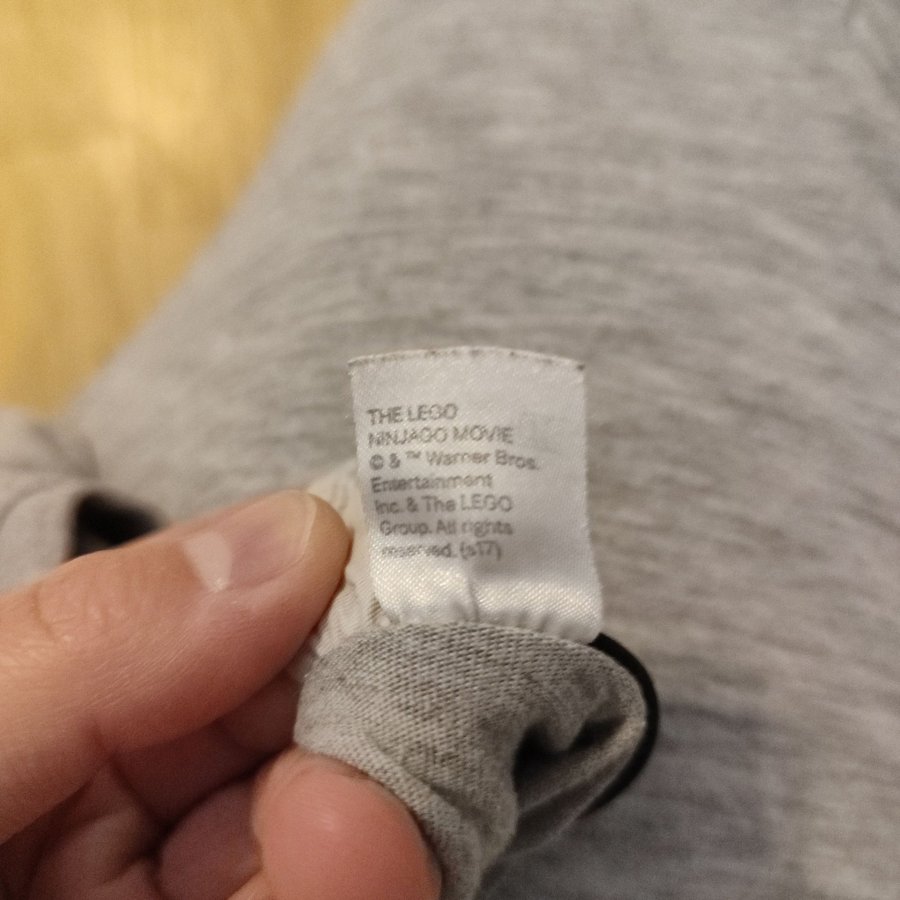 THE LEGO
NINJAGO MOVIE
© & ™ Warner Bros.
Entertainment
Inc. & The LEGO
Group. All rights
reserved. (s17)